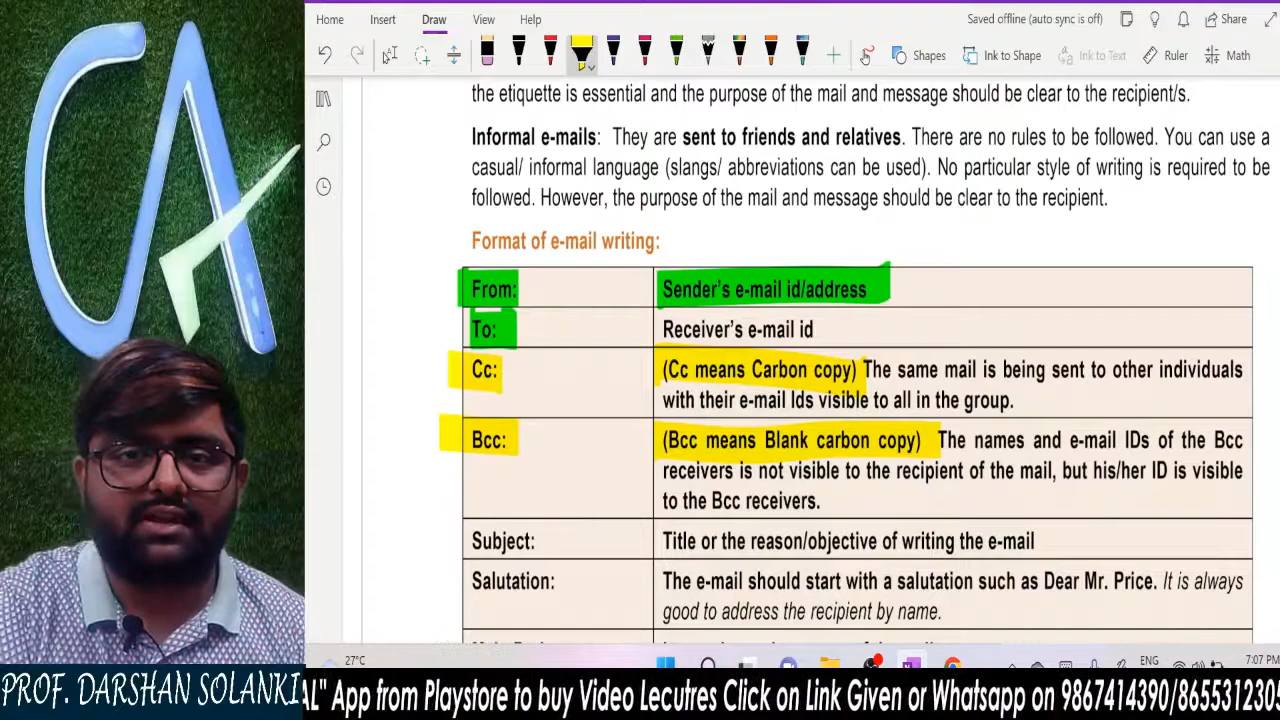 CA
Home Insert Draw View Help
Saved offline (auto sync is off)
Share
Shapes
Ink to Shape
Ink to Text
Ruler
Math
the etiquette is essential and the purpose of the mail and message should be clear to the recipient/s.
Informal e-mails: They are sent to friends and relatives. There are no rules to be followed. You can use a
casual/ informal language (slangs/ abbreviations can be used). No particular style of writing is required to be
followed. However, the purpose of the mail and message should be clear to the recipient.
Format of e-mail writing:
From: Sender's e-mail id/address
To: Receiver's e-mail id
Cc: (Cc means Carbon copy) The same mail is being sent to other individuals
with their e-mail Ids visible to all in the group.
Bcc: (Bcc means Blank carbon copy) The names and e-mail IDs of the Bcc
receivers is not visible to the recipient of the mail, but his/her ID is visible
to the Bcc receivers.
Subject: Title or the reason/objective of writing the e-mail
Salutation: The e-mail should start with a salutation such as Dear Mr. Price. It is always
good to address the recipient by name.
27°C
ENG
7:07 PM
PROF. DARSHAN SOLANKI
AL" App from Playstore to buy Video Lecutres Click on Link Given or Whatsapp on 9867414390/8655312305